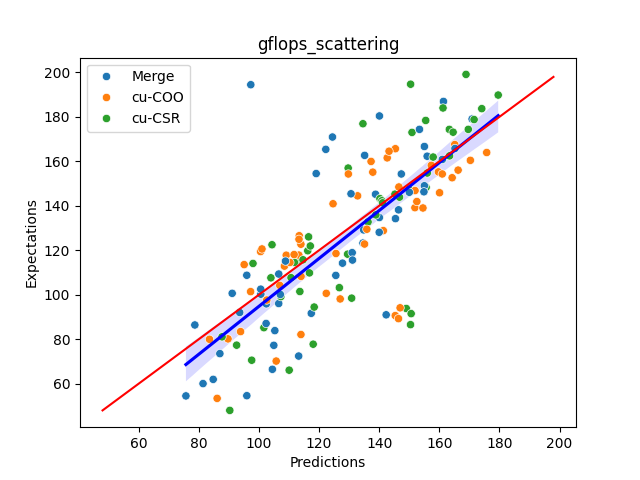 gflops_scattering
Merge
cu-COO
cu-CSR
200
180
160
140
120
100
80
60
Expectations
60 80 100 120 140 160 180 200
Predictions